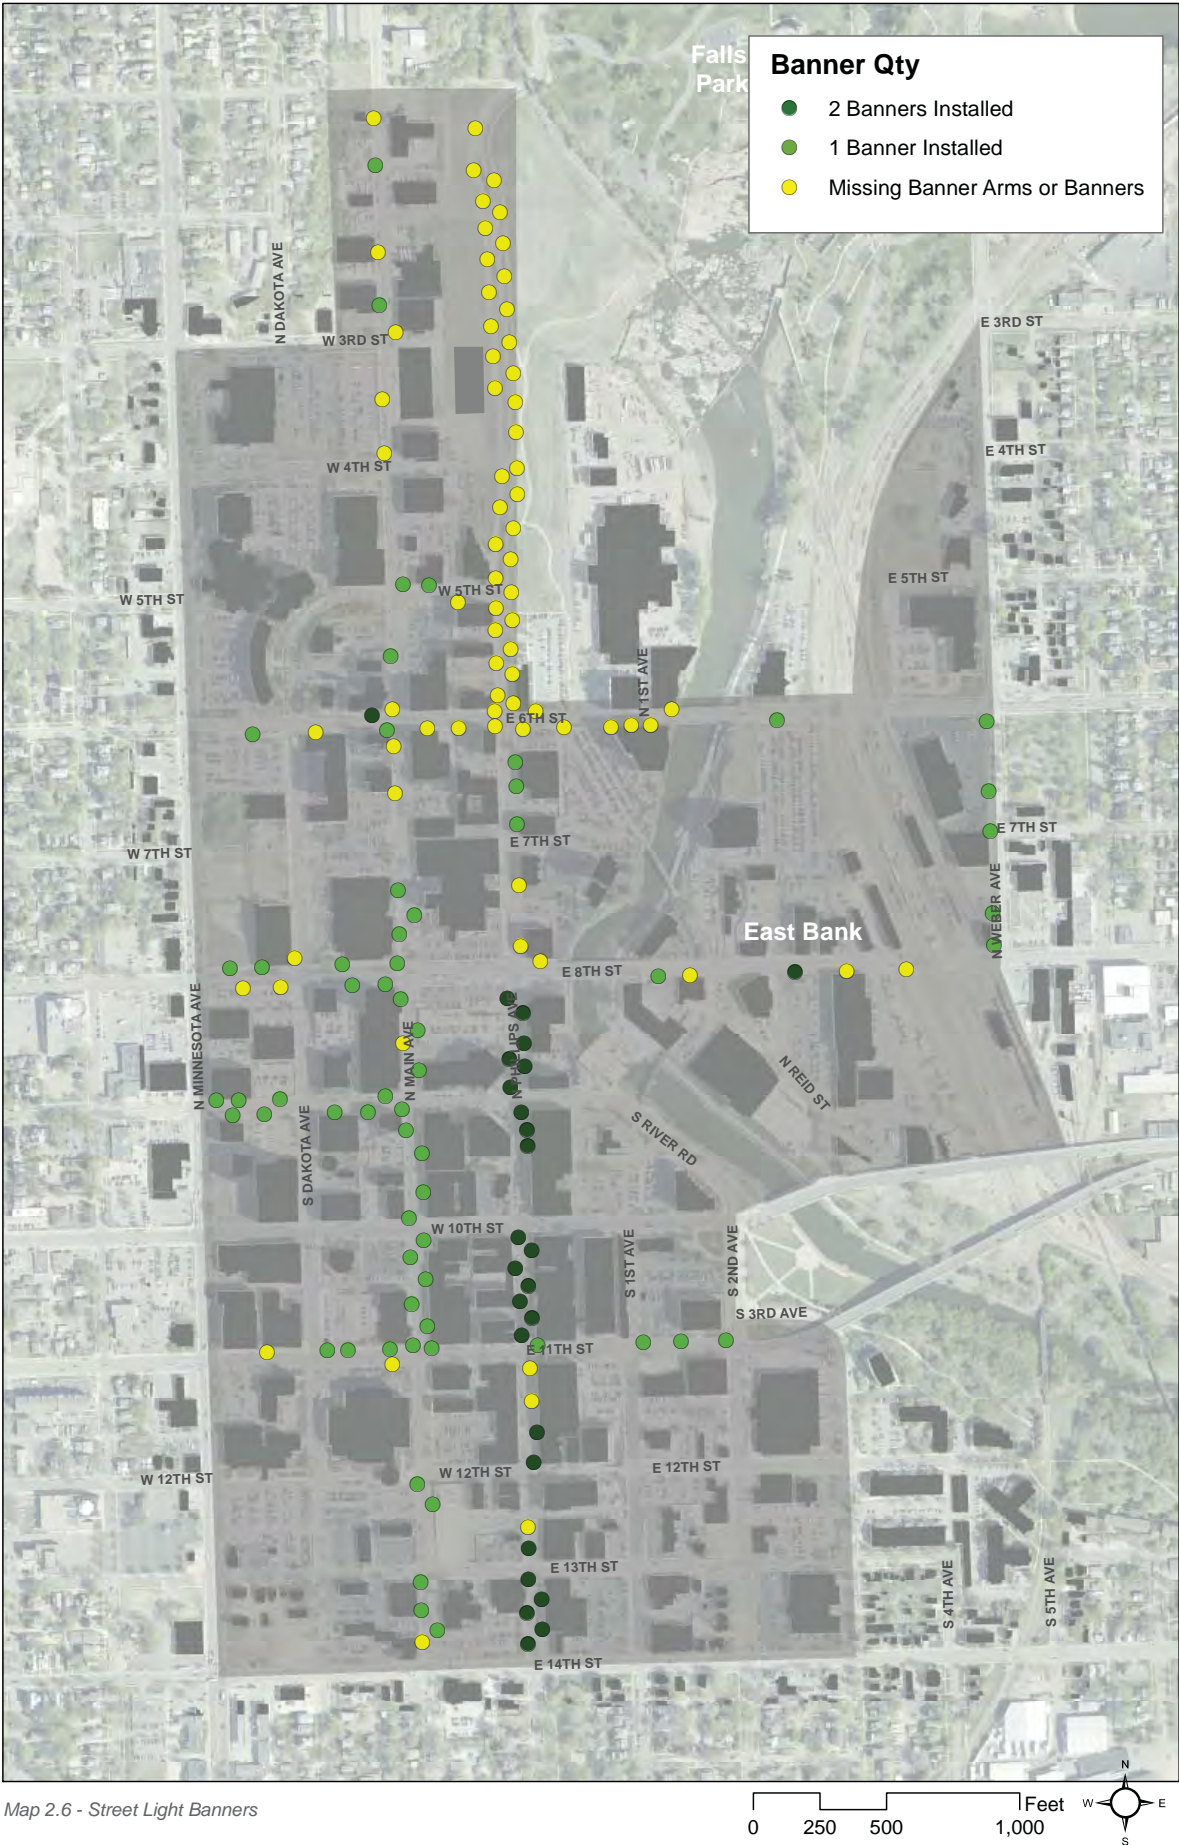 Falls
Park
Banner Qty
2 Banners Installed
1 Banner Installed
Missing Banner Arms or Banners
N DAKOTA AVE
E 3RD ST
W 3RD ST
E 4TH ST
W 4TH ST
E 5TH ST
W 5TH ST
W 5TH ST
N 1ST AVE
E 6TH ST
E 7TH ST
E 7TH ST
W 7TH ST
N WEBER AVE
East Bank
E 8TH ST
N MINNESOTA AVE
N MAIN AVE
N PHILLIPS AVE
N REID ST
S RIVER RD
S DAKOTA AVE
W 10TH ST
S 1ST AVE
S 2ND AVE
S 3RD AVE
E 11TH ST
W 12TH ST
W 12TH ST
E 12TH ST
E 13TH ST
S 4TH AVE
S 5TH AVE
E 14TH ST
Map 2.6 - Street Light Banners
Feet
0 250 500 1,000
N
W E
S